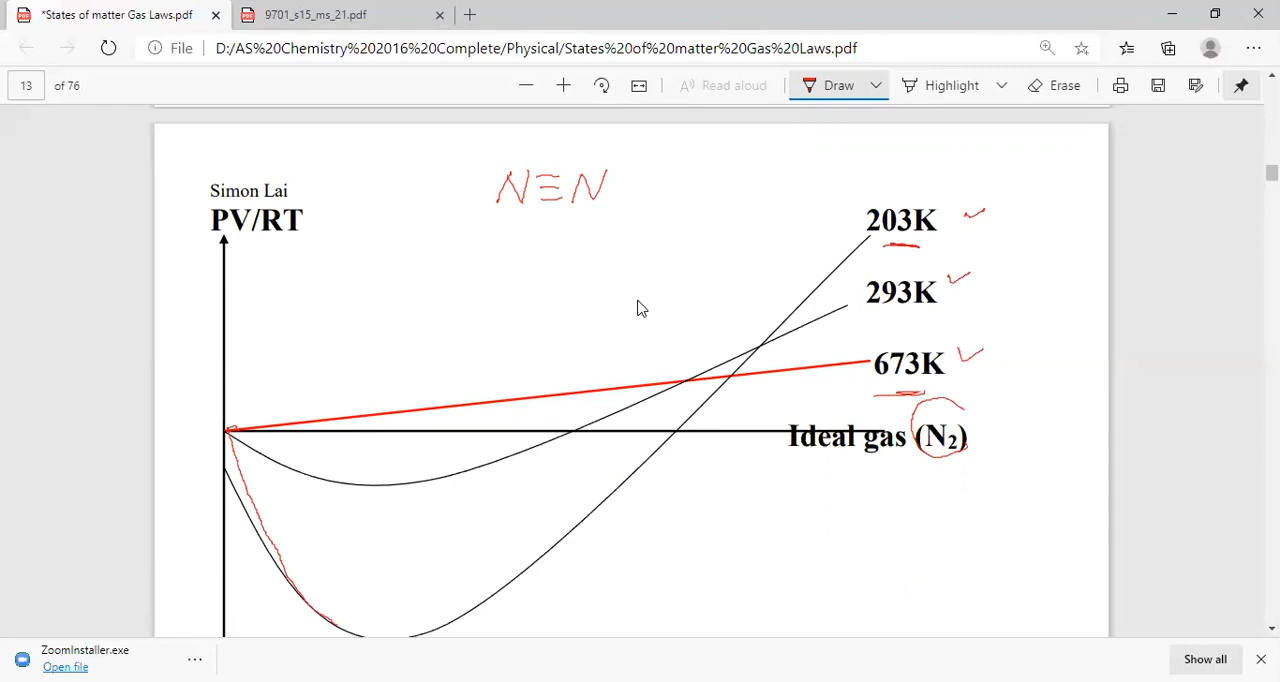 *States of matter Gas Laws.pdf
9701_s15_ms_21.pdf
File
D:/AS%20Chemistry%202016%20Complete/Physical/States%20of%20matter%20Gas%20Laws.pdf
13 of 76
Read aloud
Draw
Highlight
Erase
N≡N
Simon Lai
PV/RT
203K
293K
673K
Ideal gas (N₂)
ZoomInstaller.exe
Open file
Show all